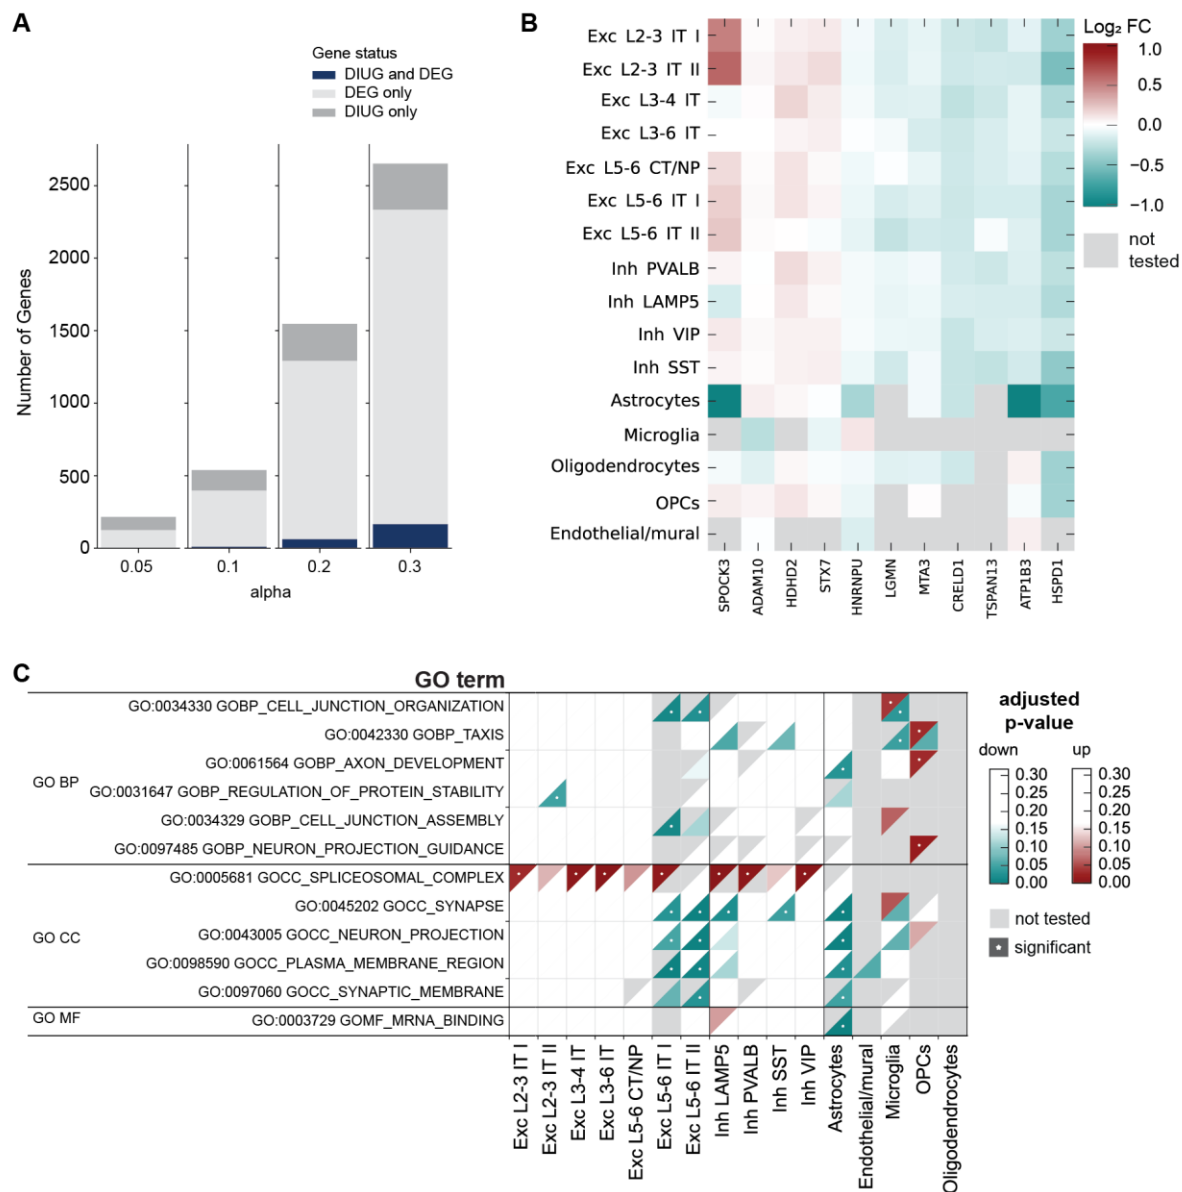 A
Gene status
DIUG and DEG
DEG only
DIUG only
Number of Genes
2500
2000
1500
1000
500
0
0.05 0.1 0.2 0.3
alpha
B
Exc L2-3 IT I
Exc L2-3 IT II
Exc L3-4 IT
Exc L3-6 IT
Exc L5-6 CT/NP
Exc L5-6 IT I
Exc L5-6 IT II
Inh PVALB
Inh LAMP5
Inh VIP
Inh SST
Astrocytes
Microglia
Oligodendrocytes
OPCs
Endothelial/mural
SPOCK3 ADAM10 HDHD2 STX7 HNRNPU LGMN MTA3 CRELD1 TSPAN13 ATP1B3 HSPD1
Log₂ FC
1.0
0.5
0.0
−0.5
−1.0
not
tested
C
GO term
GO BP
GO:0034330 GOBP_CELL_JUNCTION_ORGANIZATION
GO:0042330 GOBP_TAXIS
GO:0061564 GOBP_AXON_DEVELOPMENT
GO:0031647 GOBP_REGULATION_OF_PROTEIN_STABILITY
GO:0034329 GOBP_CELL_JUNCTION_ASSEMBLY
GO:0097485 GOBP_NEURON_PROJECTION_GUIDANCE
GO CC
GO:0005681 GOCC_SPLICEOSOMAL_COMPLEX
GO:0045202 GOCC_SYNAPSE
GO:0043005 GOCC_NEURON_PROJECTION
GO:0098590 GOCC_PLASMA_MEMBRANE_REGION
GO:0097060 GOCC_SYNAPTIC_MEMBRANE
GO MF
GO:0003729 GOMF_MRNA_BINDING
Exc L2-3 IT I
Exc L2-3 IT II
Exc L3-4 IT
Exc L3-6 IT
Exc L5-6 CT/NP
Exc L5-6 IT I
Exc L5-6 IT II
Inh LAMP5
Inh PVALB
Inh SST
Inh VIP
Astrocytes
Endothelial/mural
Microglia
OPCs
Oligodendrocytes
adjusted
p-value
down up
0.30 0.30
0.25 0.25
0.20 0.20
0.15 0.15
0.10 0.10
0.05 0.05
0.00 0.00
not tested
significant